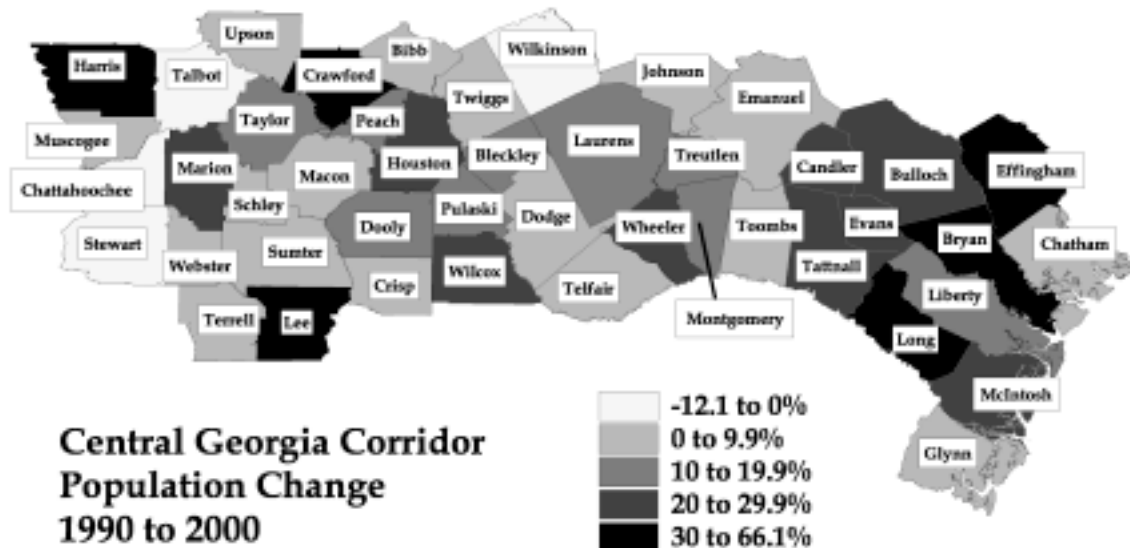 Upson
Bibb
Wilkinson
Harris
Talbot
Crawford
Johnson
Twiggs
Emanuel
Taylor
Peach
Muscogee
Laurens
Marion
Houston
Bleckley
Treutlen
Candler
Bulloch
Effingham
Chattahoochee
Macon
Schley
Pulaski
Dodge
Dooly
Wheeler
Toombs
Evans
Bryan
Chatham
Stewart
Webster
Sumter
Wilcox
Tattnall
Crisp
Telfair
Liberty
Terrell
Lee
Montgomery
Long
McIntosh
Glynn
Central Georgia Corridor
Population Change
1990 to 2000
-12.1 to 0%
0 to 9.9%
10 to 19.9%
20 to 29.9%
30 to 66.1%